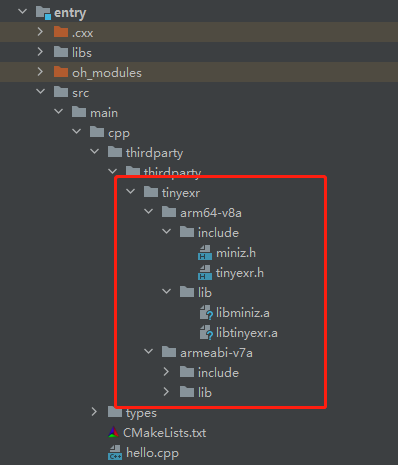 entry
.cxx
libs
oh_modules
src
main
cpp
thirdparty
thirdparty
tinyexr
arm64-v8a
include
miniz.h
tinyexr.h
lib
libminiz.a
libtinyexr.a
armeabi-v7a
include
lib
types
CMakeLists.txt
hello.cpp